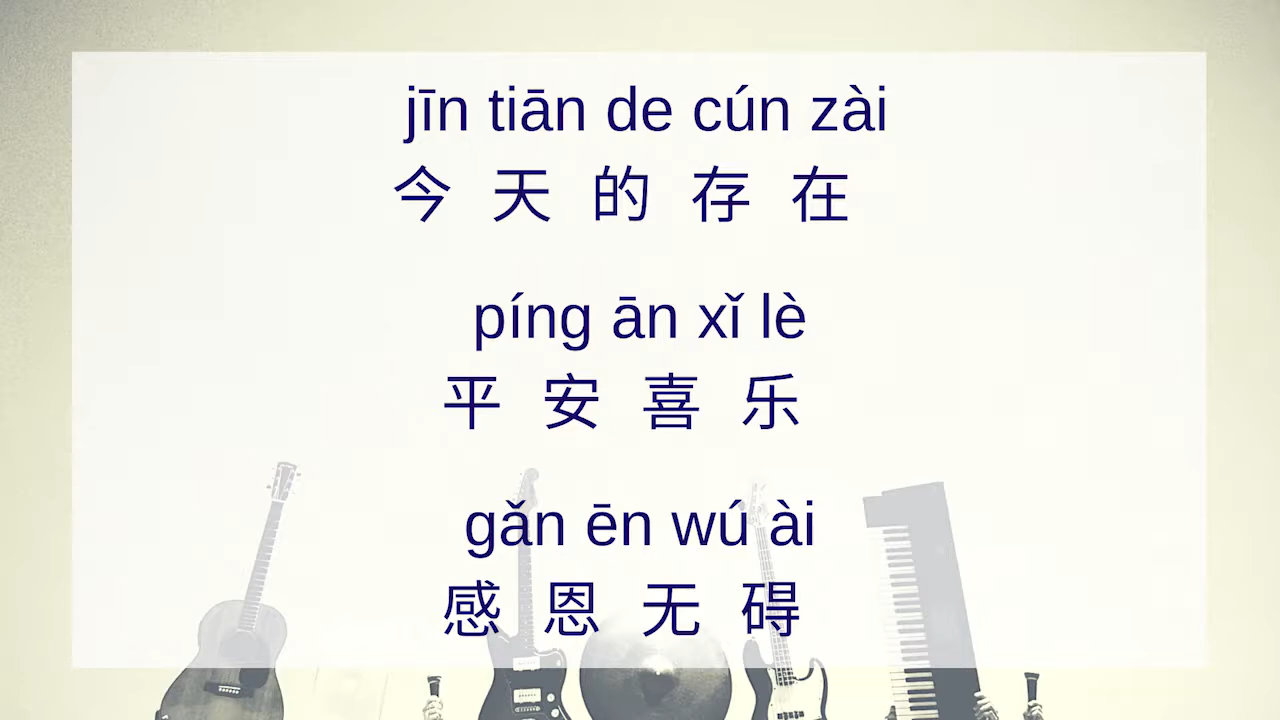 jīn tiān de cún zài
今 天 的 存 在
píng ān xǐ lè
平 安 喜 乐
gǎn ēn wú ài
感 恩 无 碍